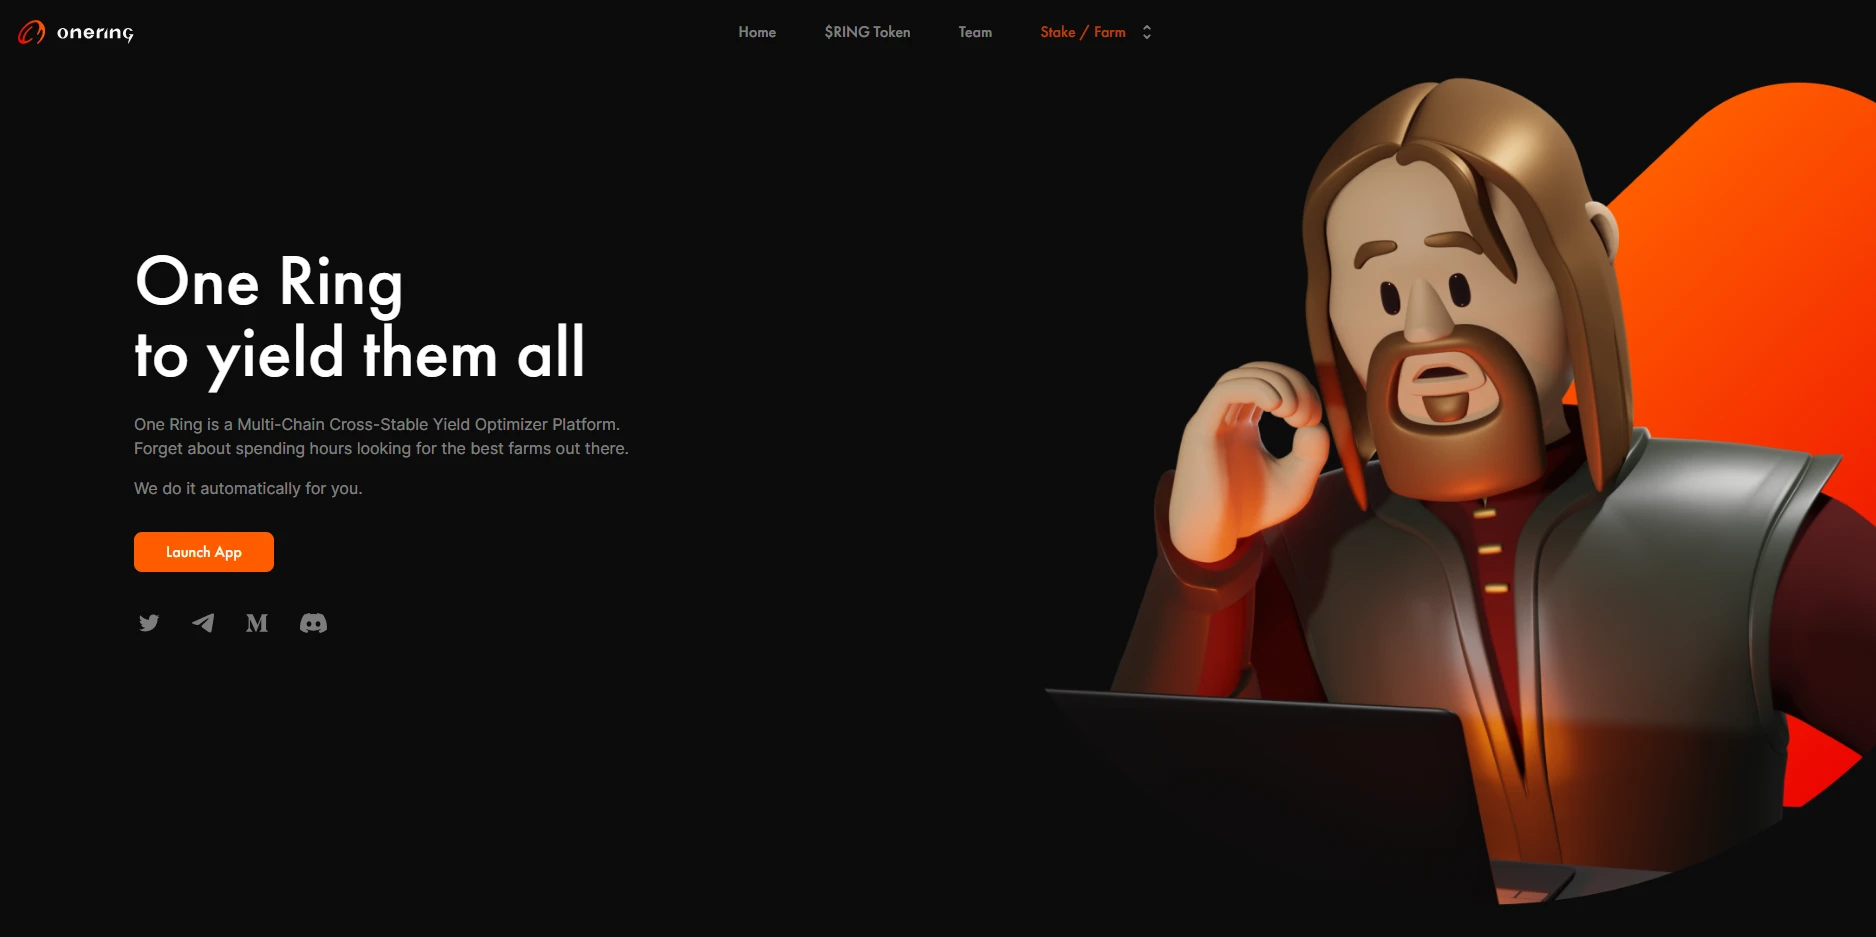 onering
Home
$RING Token
Team
Stake / Farm
One Ring
to yield them all
One Ring is a Multi-Chain Cross-Stable Yield Optimizer Platform.
Forget about spending hours looking for the best farms out there.
We do it automatically for you.
Launch App